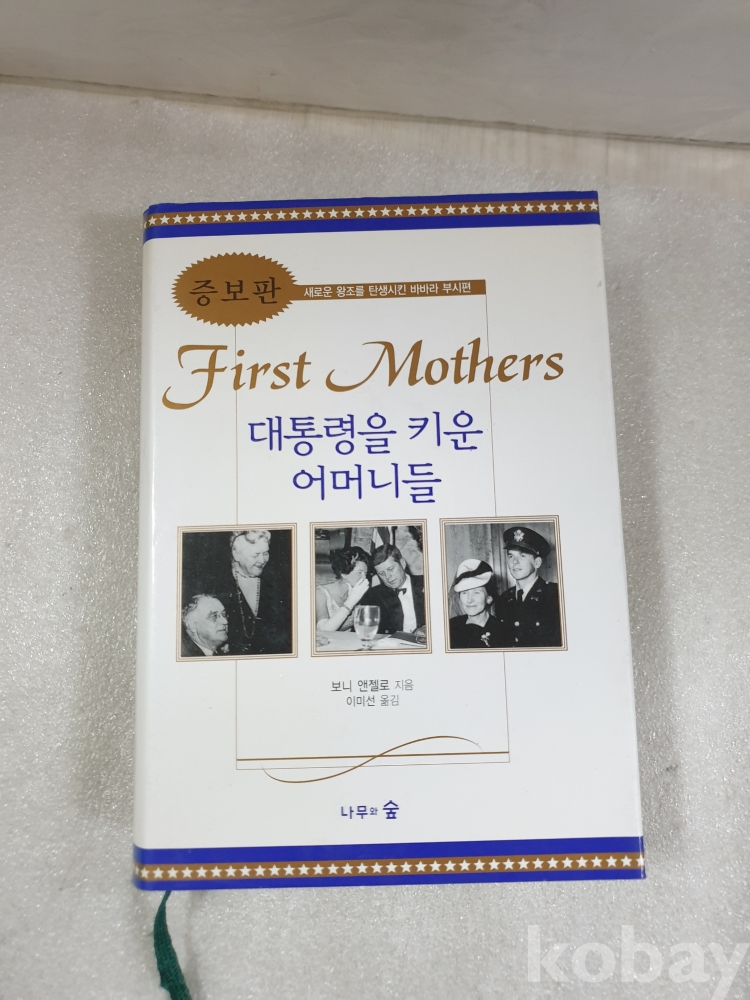 증보판
새로운 왕조를 탄생시킨 바바라 부시편
First Mothers
대통령을 키운
어머니들
보니 앤젤로 지음
이미선 옮김
나무와 숲
kobay